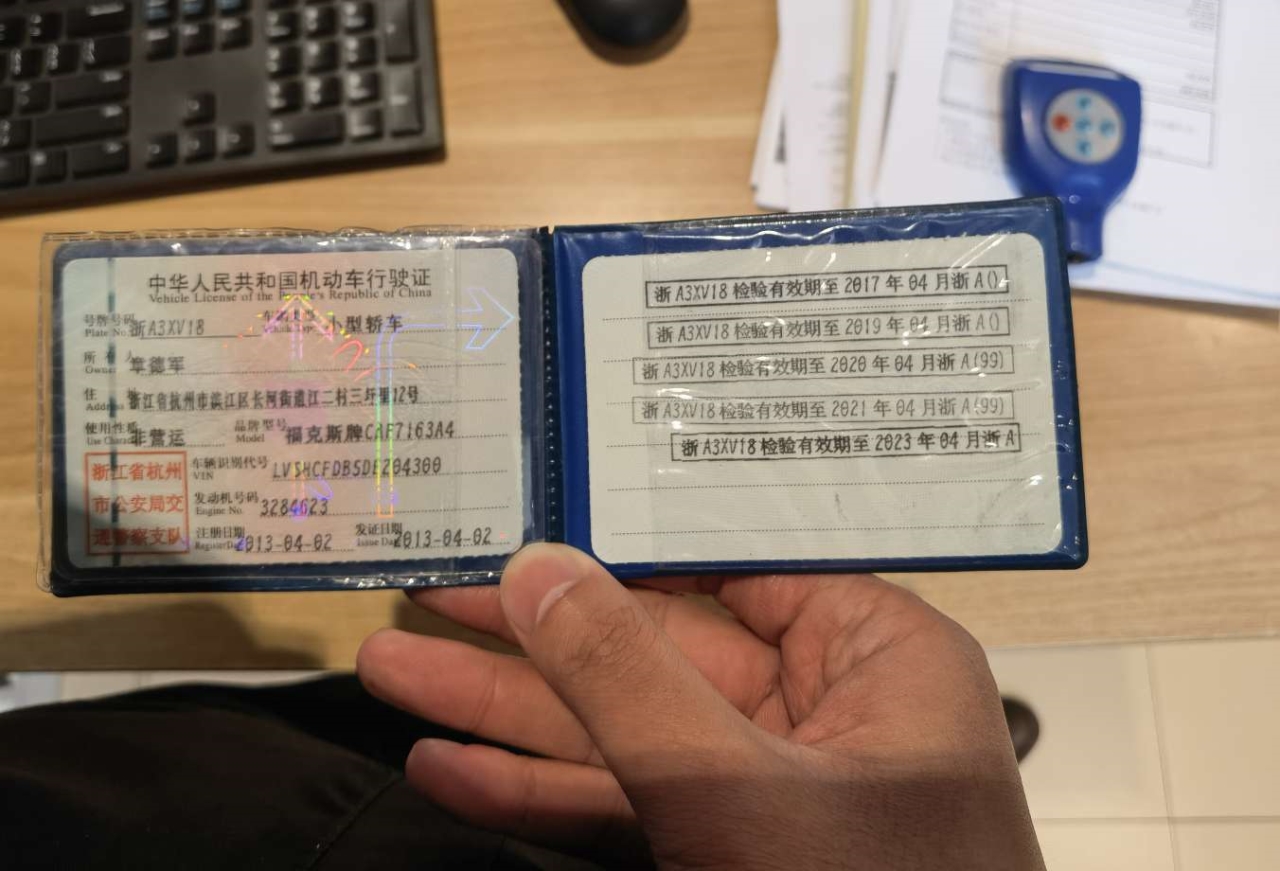 中华人民共和国机动车行驶证
Vehicle License of the People's Republic of China
号牌号码 浙A3XV18 车辆类型 小型轿车
Plate No.
所有人 章德军
Owner
住址 浙江省杭州市滨江区长河街道江二村三圩里12号
Address
使用性质 非营运 品牌型号 福克斯牌CAF7163A4
Use Character Model
浙江省杭州
市公安局交
通警察支队
车辆识别代号 LVSHCFDB5DE204300
VIN
发动机号码 3284623
Engine No.
注册日期 2013-04-02 发证日期 2013-04-02
Register Date Issue Date
浙A3XV18检验有效期至2017年04月浙A()
浙A3XV18检验有效期至2019年04月浙A()
浙A3XV18检验有效期至2020年04月浙A(99)
浙A3XV18检验有效期至2021年04月浙A(99)
浙A3XV18检验有效期至2023年04月浙A